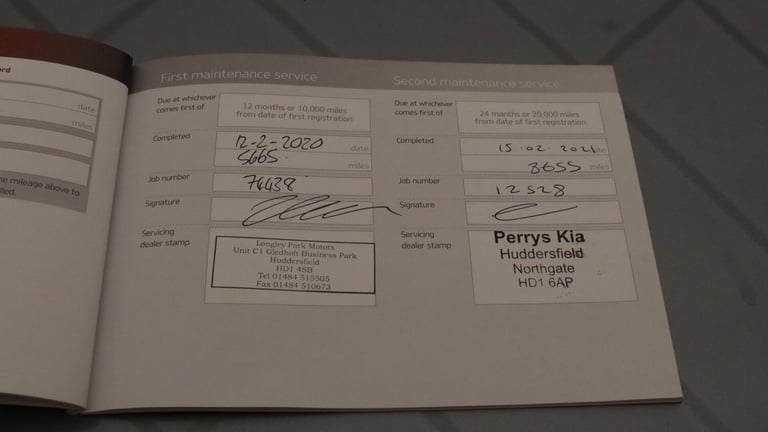 ord
date
miles
he mileage above to
lled.
First maintenance service
Due at whichever
comes first of
12 months or 10,000 miles
from date of first registration
Completed
12-2-2020 date
5665. miles
Job number
74438
Signature
Servicing
dealer stamp
Longley Park Motors
Unit C1 Gledholt Business Park
Huddersfield
HD1 4SB
Tel 01484 515505
Fax 01484 510673
Second maintenance service
Due at whichever
comes first of
24 months or 20,000 miles
from date of first registration
Completed
15.02.2021 date
8655 miles
Job number
12528
Signature
Servicing
dealer stamp
Perrys Kia
Huddersfield
Northgate
HD1 6AP